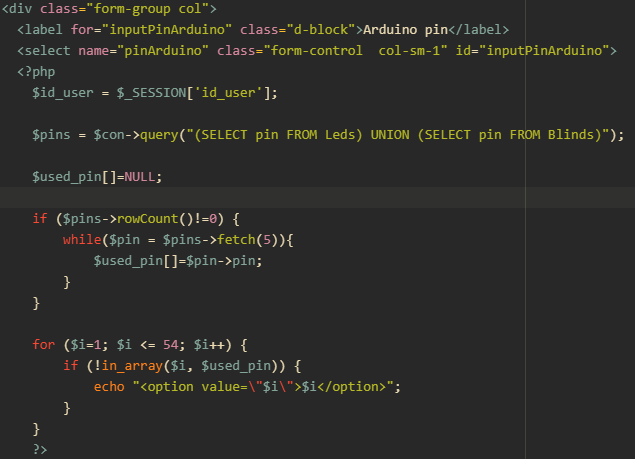 <div class="form-group col">
<label for="inputPinArduino" class="d-block">Arduino pin</label>
<select name="pinArduino" class="form-control  col-sm-1" id="inputPinArduino">
<?php
$id_user = $_SESSION['id_user'];
$pins = $con->query("(SELECT pin FROM Leds) UNION (SELECT pin FROM Blinds)");
$used_pin[]=NULL;
if ($pins->rowCount()!=0) {
while($pin = $pins->fetch(5)){
$used_pin[]=$pin->pin;
}
}
for ($i=1; $i <= 54; $i++) {
if (!in_array($i, $used_pin)) {
echo "<option value=\"$i\">$i</option>";
}
}
?>